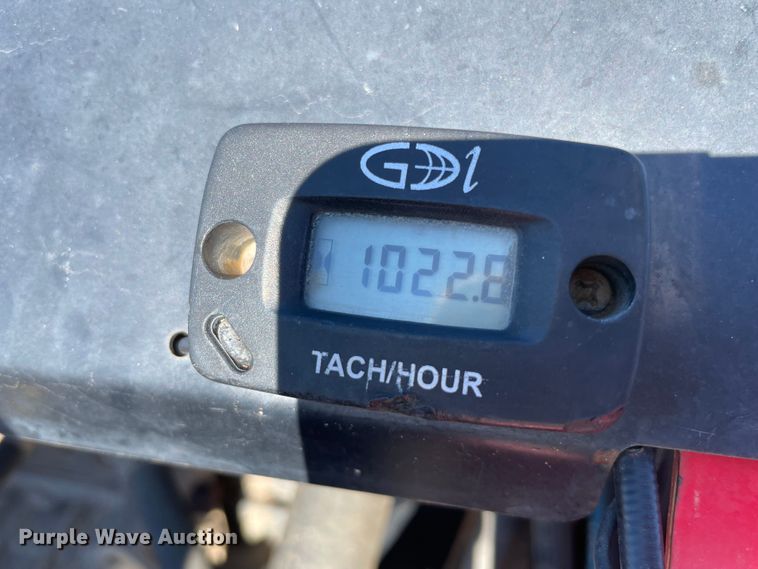 GDI
1022.8
TACH/HOUR
Purple Wave Auction